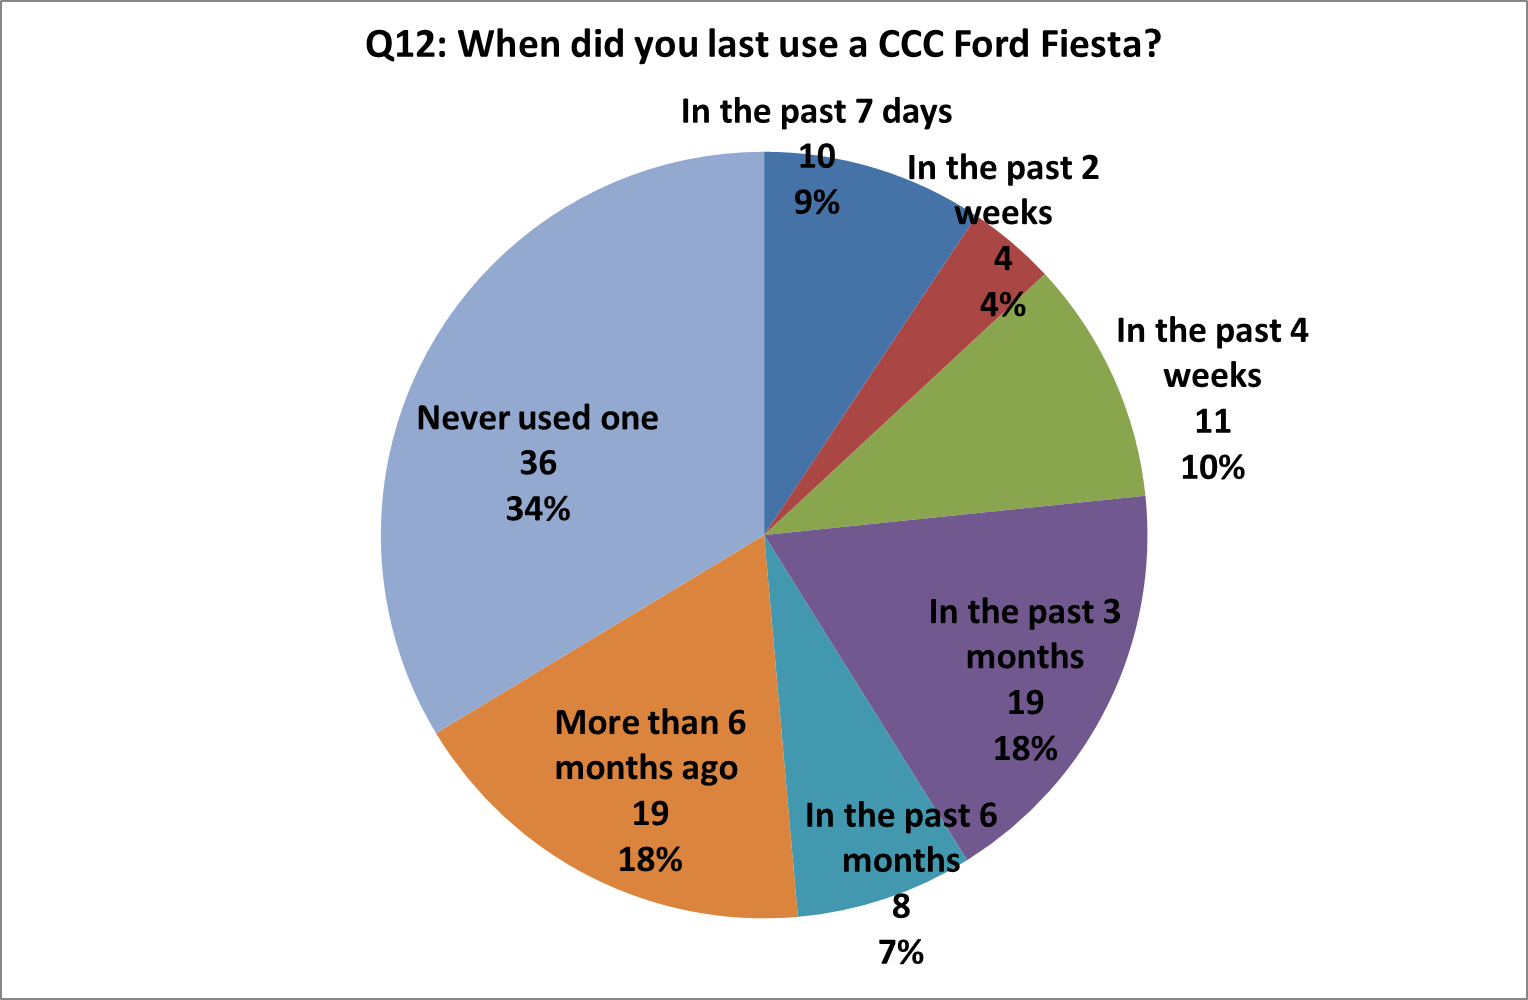 Q12: When did you last use a CCC Ford Fiesta?
In the past 7 days
10
9%
In the past 2
weeks
4
4%
In the past 4
weeks
11
10%
In the past 3
months
19
18%
In the past 6
months
8
7%
More than 6
months ago
19
18%
Never used one
36
34%